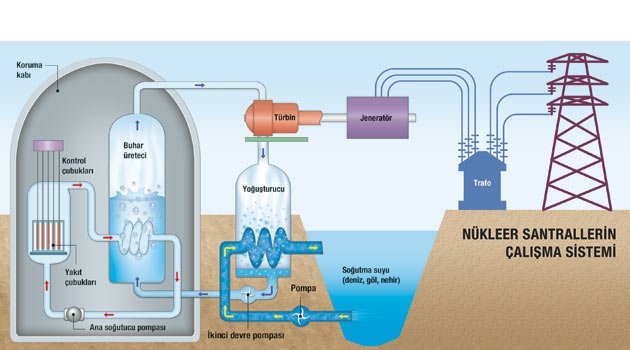 Koruma
kabı
Kontrol
çubukları
Buhar
üreteci
Türbin
Jeneratör
Yoğuşturucu
Trafo
NÜKLEER SANTRALLERİN
ÇALIŞMA SİSTEMİ
Yakıt
çubukları
Soğutma suyu
(deniz, göl, nehir)
Pompa
Ana soğutucu pompası
İkinci devre pompası